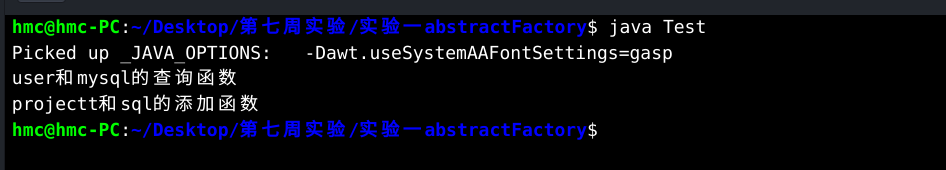 hmc@hmc-PC:~/Desktop/第七周实验/实验一abstractFactory$ java Test
Picked up _JAVA_OPTIONS:   -Dawt.useSystemAAFontSettings=gasp
user和mysql的查询函数
projectt和sql的添加函数
hmc@hmc-PC:~/Desktop/第七周实验/实验一abstractFactory$